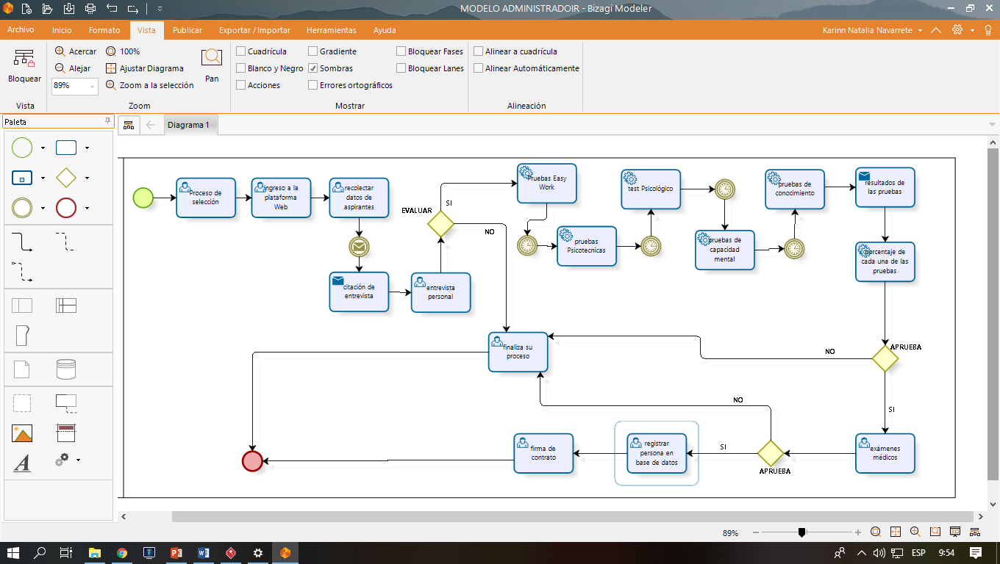 MODELO ADMINISTRADOIR - Bizagi Modeler
Archivo Inicio Formato Vista Publicar Exportar / Importar Herramientas Ayuda Karinn Natalia Navarrete
Acercar 100% Cuadrícula Gradiente Bloquear Fases Alinear a cuadrícula
Bloquear Alejar Ajustar Diagrama Pan Blanco y Negro Sombras Bloquear Lanes Alinear Automáticamente
89% Zoom a la selección Acciones Errores ortográficos
Vista Zoom Mostrar Alineación
Paleta
Diagrama 1
Proceso de
selección
ingreso a la
plataforma
Web
recolectar
datos de
aspirantes
citación de
entrevista
entrevista
personal
EVALUAR
SI
NO
Pruebas Easy
Work
pruebas
Psicotecnicas
test Psicológico
pruebas de
capacidad
mental
pruebas de
conocimiento
resultados de
las pruebas
porcentaje de
cada una de las
pruebas
APRUEBA
NO
SI
finaliza su
proceso
exámenes
médicos
APRUEBA
NO
SI
registrar
persona en
base de datos
firma de
contrato
89%
A
ESP 9:54